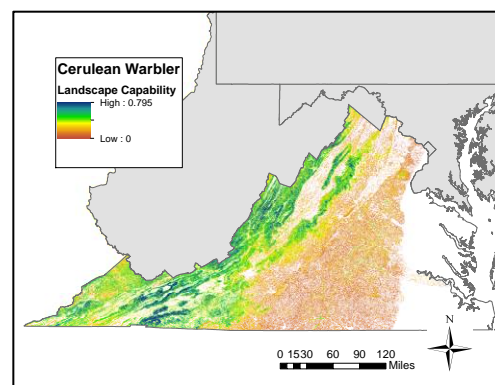 Cerulean Warbler
Landscape Capability
High : 0.795
Low : 0
N
0 15 30 60 90 120
Miles